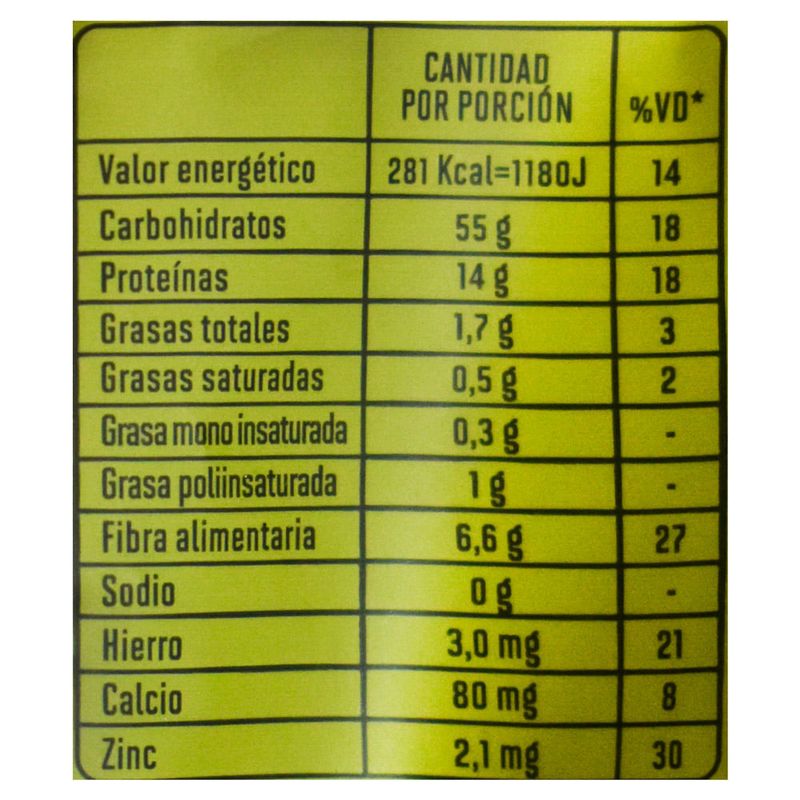 CANTIDAD
POR PORCIÓN %VD*
Valor energético 281 Kcal=1180J 14
Carbohidratos 55 g 18
Proteínas 14 g 18
Grasas totales 1,7 g 3
Grasas saturadas 0,5 g 2
Grasa mono insaturada 0,3 g -
Grasa poliinsaturada 1 g -
Fibra alimentaria 6,6 g 27
Sodio 0 g -
Hierro 3,0 mg 21
Calcio 80 mg 8
Zinc 2,1 mg 30